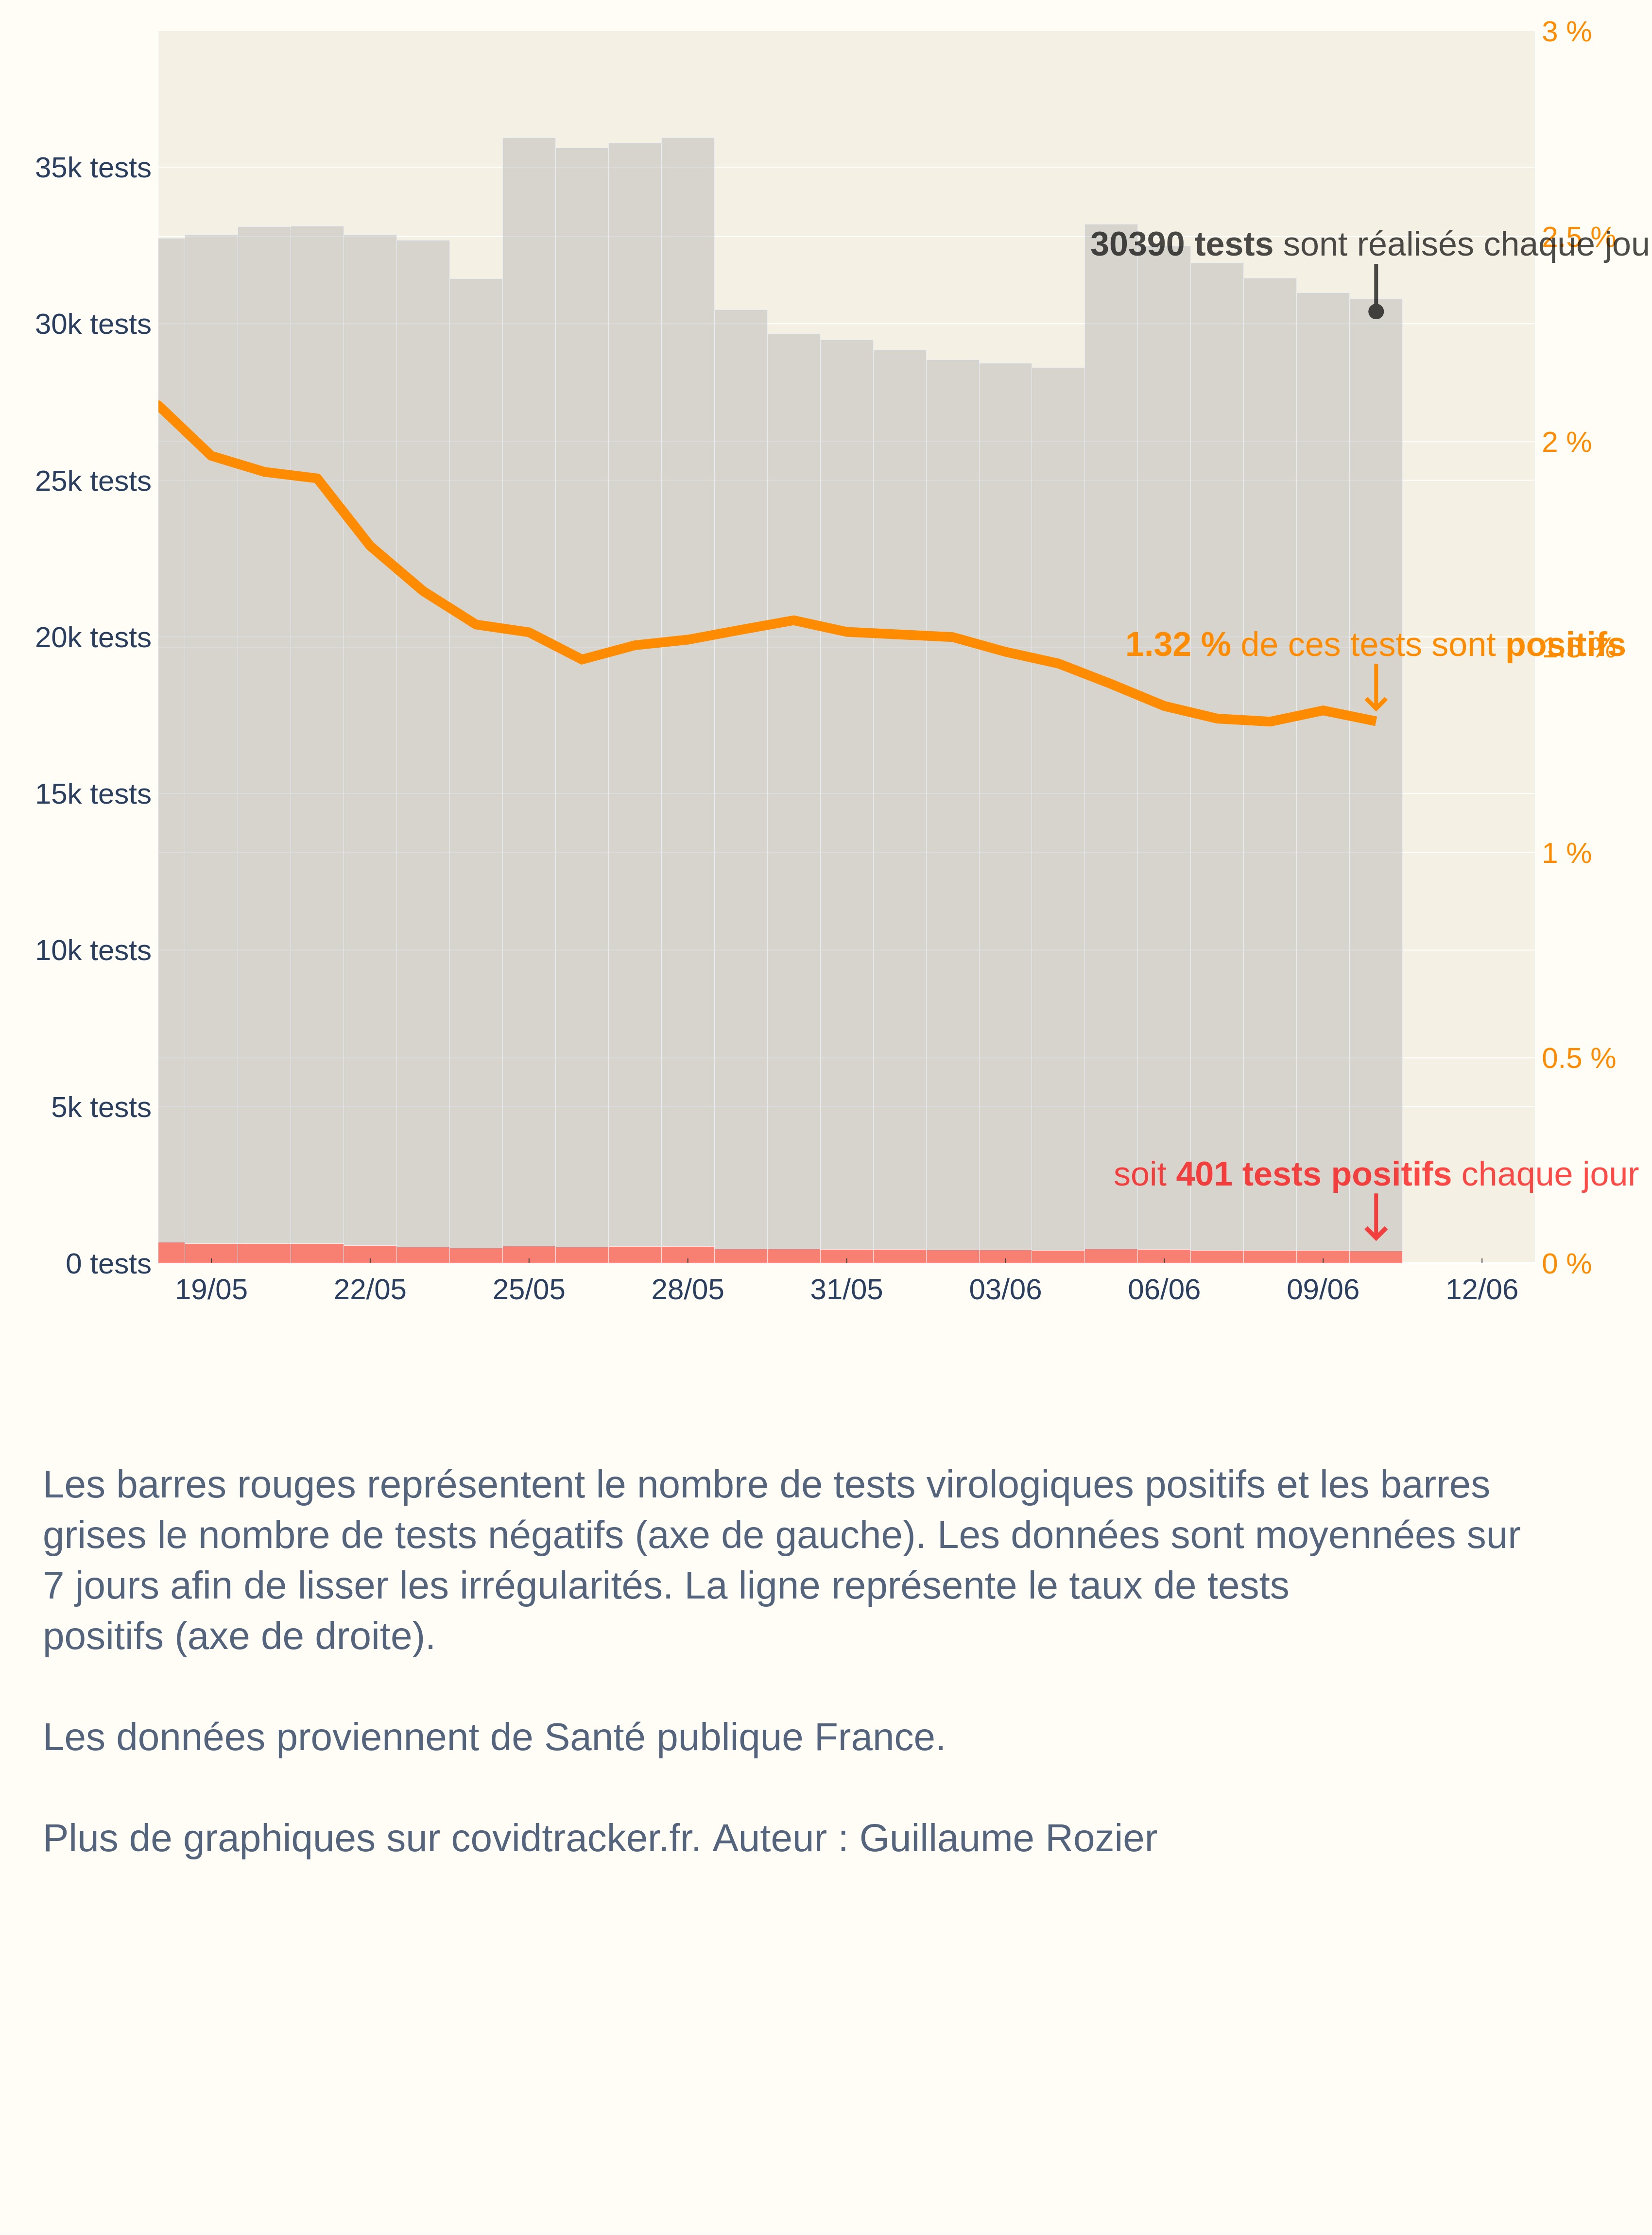 3 %
35k tests
2.5 %
30390 tests sont réalisés chaque jou
30k tests
2 %
25k tests
20k tests
1.32 % de ces tests sont positifs
15k tests
1 %
10k tests
0.5 %
5k tests
soit 401 tests positifs chaque jour
0 tests
0 %
19/05 22/05 25/05 28/05 31/05 03/06 06/06 09/06 12/06
Les barres rouges représentent le nombre de tests virologiques positifs et les barres
grises le nombre de tests négatifs (axe de gauche). Les données sont moyennées sur
7 jours afin de lisser les irrégularités. La ligne représente le taux de tests
positifs (axe de droite).
Les données proviennent de Santé publique France.
Plus de graphiques sur covidtracker.fr. Auteur : Guillaume Rozier